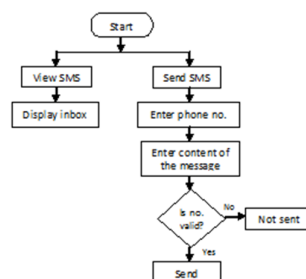 Start
View SMS
Send SMS
Display inbox
Enter phone no.
Enter content of
the message
Is no.
valid?
No
Not sent
Yes
Send